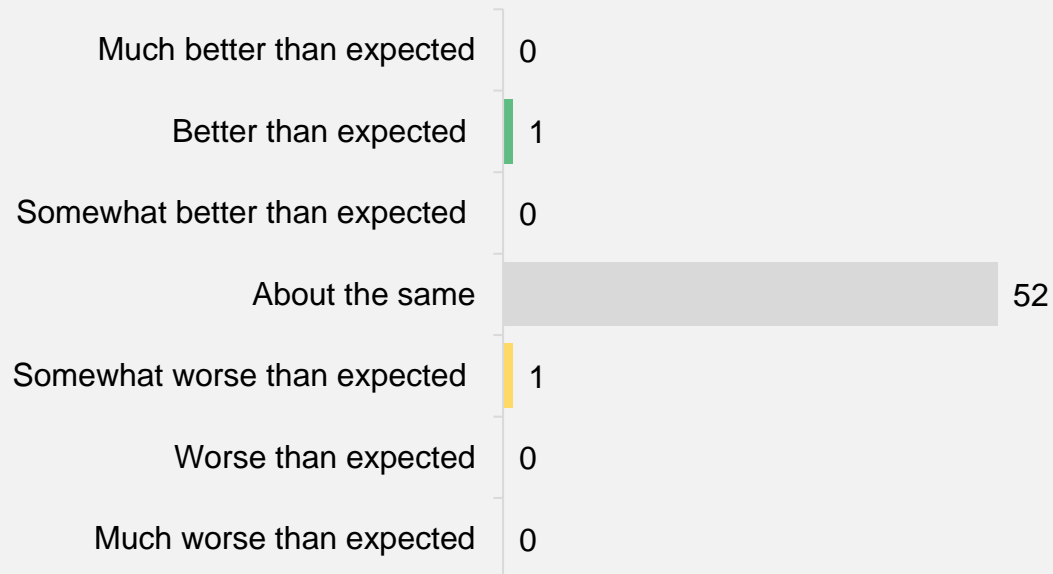 Much better than expected 0
Better than expected 1
Somewhat better than expected 0
About the same 52
Somewhat worse than expected 1
Worse than expected 0
Much worse than expected 0